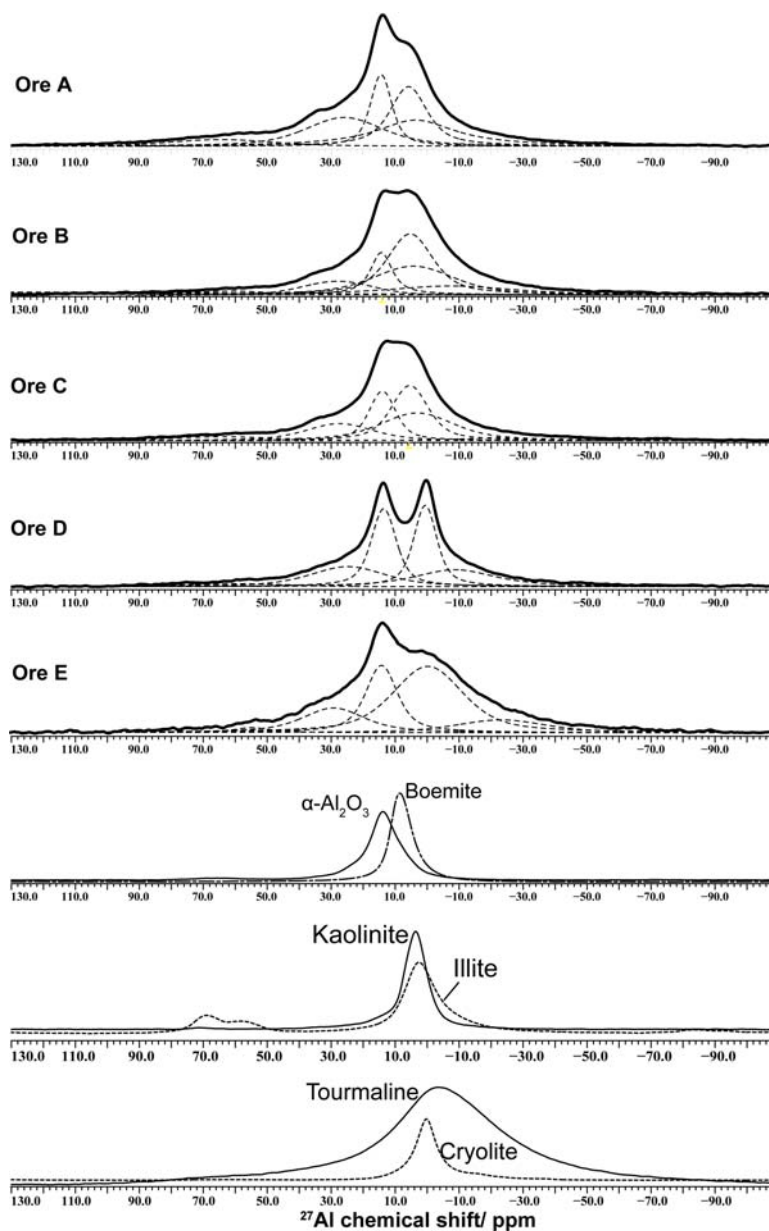 Ore A
130.0 110.0 90.0 70.0 50.0 30.0 10.0 −10.0 −30.0 −50.0 −70.0 −90.0
Ore B
130.0 110.0 90.0 70.0 50.0 30.0 10.0 −10.0 −30.0 −50.0 −70.0 −90.0
Ore C
130.0 110.0 90.0 70.0 50.0 30.0 10.0 −10.0 −30.0 −50.0 −70.0 −90.0
Ore D
130.0 110.0 90.0 70.0 50.0 30.0 10.0 −10.0 −30.0 −50.0 −70.0 −90.0
Ore E
130.0 110.0 90.0 70.0 50.0 30.0 10.0 −10.0 −30.0 −50.0 −70.0 −90.0
α-Al₂O₃ Boemite
130.0 110.0 90.0 70.0 50.0 30.0 10.0 −10.0 −30.0 −50.0 −70.0 −90.0
Kaolinite
Illite
130.0 110.0 90.0 70.0 50.0 30.0 10.0 −10.0 −30.0 −50.0 −70.0 −90.0
Tourmaline
Cryolite
130.0 110.0 90.0 70.0 50.0 30.0 10.0 −10.0 −30.0 −50.0 −70.0 −90.0
²⁷Al chemical shift/ ppm